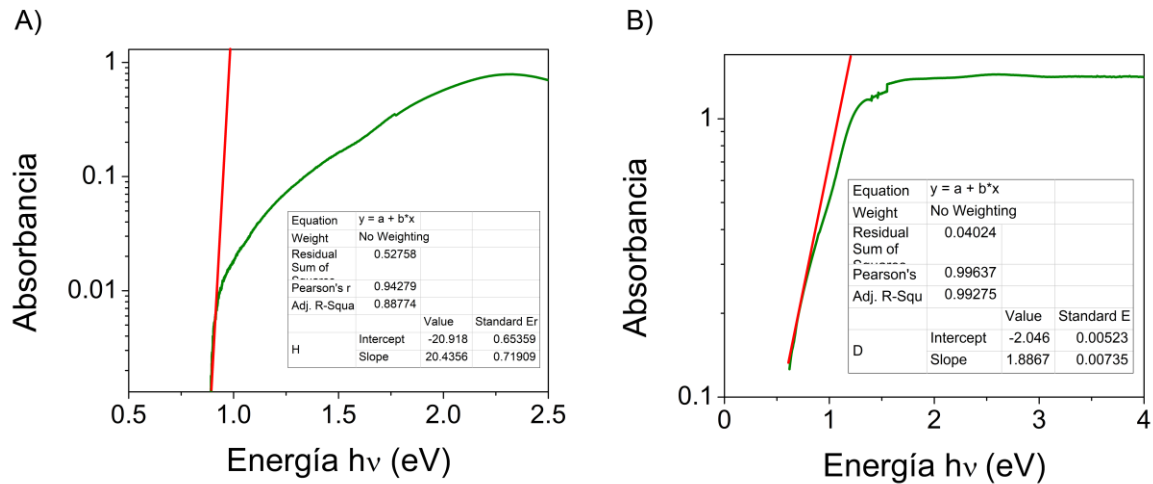 A)
Absorbancia
1
0.1
0.01
0.5 1.0 1.5 2.0 2.5
Energía hν (eV)
Equation y = a + b*x
Weight No Weighting
Residual 0.52758
Sum of
Pearson's r 0.94279
Adj. R-Squa 0.88774
Value Standard Er
H Intercept -20.918 0.65359
Slope 20.4356 0.71909
B)
Absorbancia
1
0.1
0 1 2 3 4
Energía hν (eV)
Equation y = a + b*x
Weight No Weighting
Residual 0.04024
Sum of
Pearson's 0.99637
Adj. R-Squ 0.99275
Value Standard E
D Intercept -2.046 0.00523
Slope 1.8867 0.00735